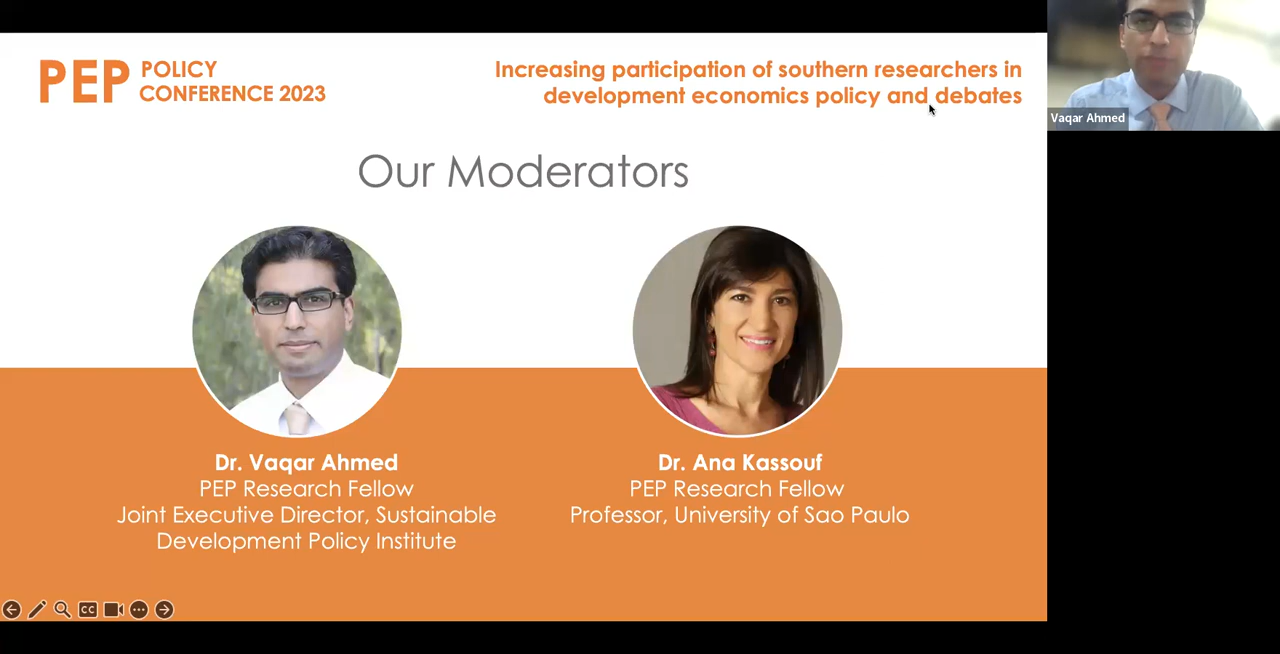 PEP POLICY
CONFERENCE 2023
Increasing participation of southern researchers in
development economics policy and debates
Vaqar Ahmed
Our Moderators
Dr. Vaqar Ahmed
PEP Research Fellow
Joint Executive Director, Sustainable
Development Policy Institute
Dr. Ana Kassouf
PEP Research Fellow
Professor, University of Sao Paulo
CC